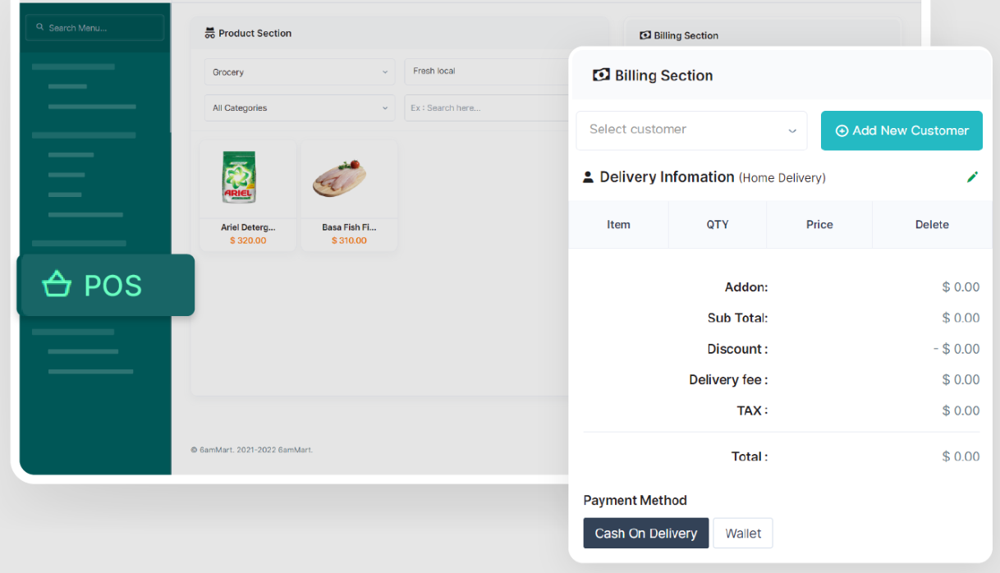 Search Menu...
Product Section
Billing Section
Grocery
Fresh local
All Categories
Ex : Search here...
ARIEL
Ariel Deterg...
$ 320.00
Basa Fish Fi...
$ 310.00
POS
© 6amMart. 2021-2022 6amMart.
Billing Section
Select customer
Add New Customer
Delivery Infomation (Home Delivery)
Item QTY Price Delete
Addon: $ 0.00
Sub Total: $ 0.00
Discount : - $ 0.00
Delivery fee : $ 0.00
TAX : $ 0.00
Total : $ 0.00
Payment Method
Cash On Delivery Wallet